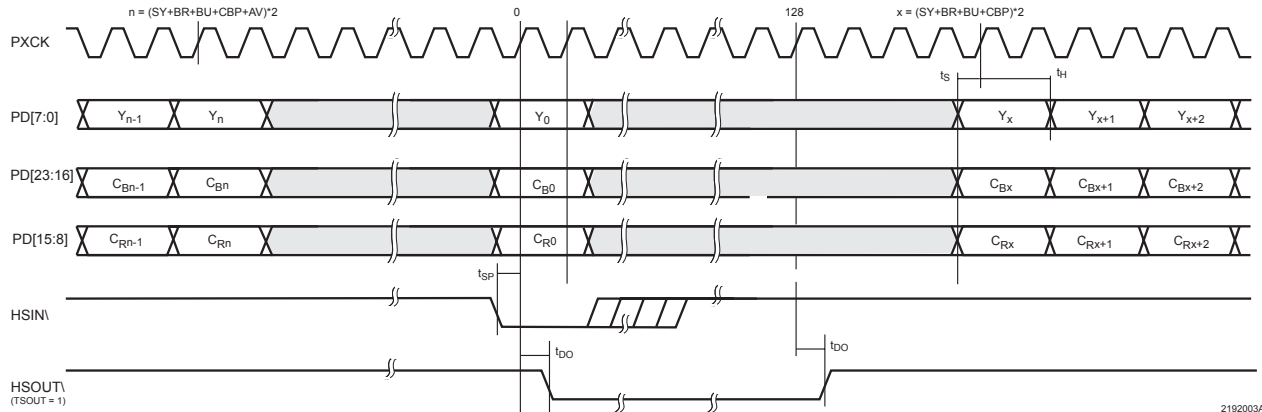 n = (SY+BR+BU+CBP+AV)*2 0 128 x = (SY+BR+BU+CBP)*2
PXCK
tS tH
PD[7:0] Yn-1 Yn Y0 Yx Yx+1 Yx+2
PD[23:16] CBn-1 CBn CB0 CBx CBx+1 CBx+2
PD[15:8] CRn-1 CRn CR0 CRx CRx+1 CRx+2
tSP
HSIN\
tDO tDO
HSOUT\
(TSOUT = 1)
2192003A